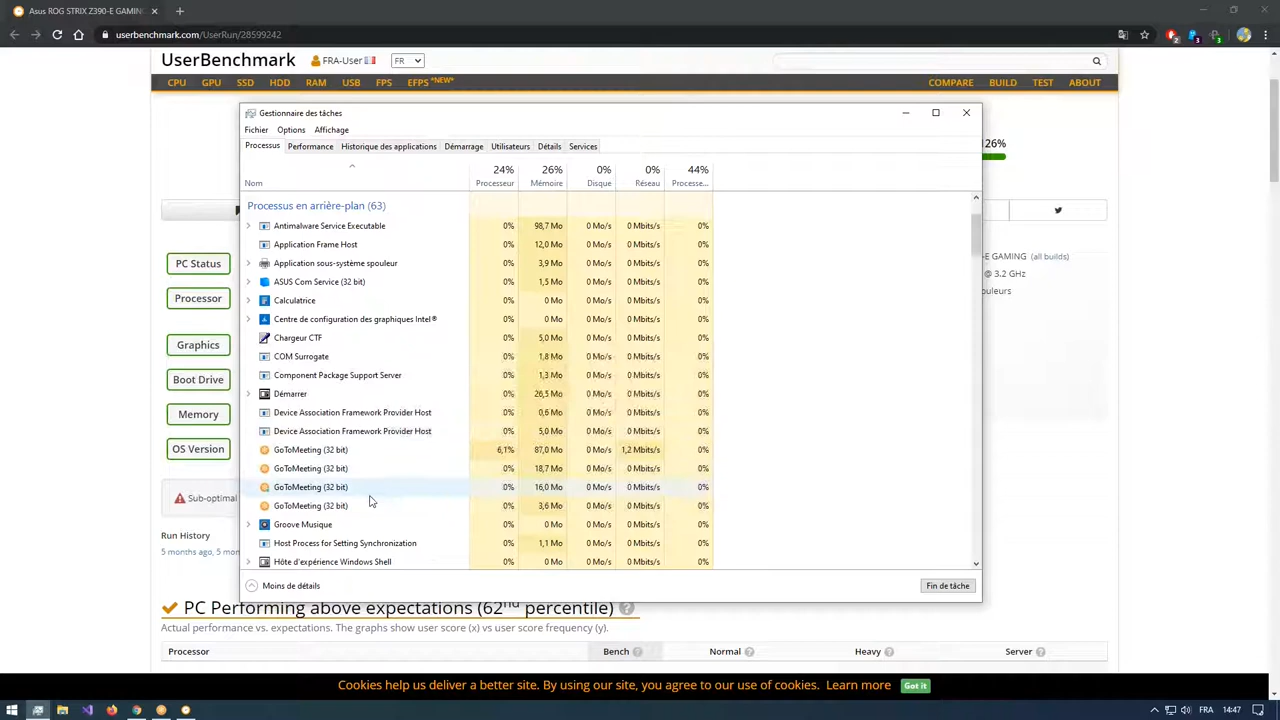 Asus ROG STRIX Z390-E GAMIN
userbenchmark.com/UserRun/28599242
UserBenchmark
FRA-User
FR
CPU GPU SSD HDD RAM USB FPS EFPS *NEW* COMPARE BUILD TEST ABOUT
Gestionnaire des tâches
Fichier Options Affichage
Processus Performance Historique des applications Démarrage Utilisateurs Détails Services
126%
24% 26% 0% 0% 44%
Nom Processeur Mémoire Disque Réseau Processe...
Processus en arrière-plan (63)
Antimalware Service Executable 0% 98,7 Mo 0 Mo/s 0 Mbits/s 0%
Application Frame Host 0% 12,0 Mo 0 Mo/s 0 Mbits/s 0%
Application sous-système spouleur 0% 3,9 Mo 0 Mo/s 0 Mbits/s 0%
ASUS Com Service (32 bit) 0% 1,5 Mo 0 Mo/s 0 Mbits/s 0%
Calculatrice 0% 0 Mo 0 Mo/s 0 Mbits/s 0%
Centre de configuration des graphiques Intel® 0% 0 Mo 0 Mo/s 0 Mbits/s 0%
Chargeur CTF 0% 5,0 Mo 0 Mo/s 0 Mbits/s 0%
COM Surrogate 0% 1,8 Mo 0 Mo/s 0 Mbits/s 0%
Component Package Support Server 0% 1,3 Mo 0 Mo/s 0 Mbits/s 0%
Démarrer 0% 26,5 Mo 0 Mo/s 0 Mbits/s 0%
Device Association Framework Provider Host 0% 0,6 Mo 0 Mo/s 0 Mbits/s 0%
Device Association Framework Provider Host 0% 5,0 Mo 0 Mo/s 0 Mbits/s 0%
GoToMeeting (32 bit) 6,1% 87,0 Mo 0 Mo/s 1,2 Mbits/s 0%
GoToMeeting (32 bit) 0% 18,7 Mo 0 Mo/s 0 Mbits/s 0%
GoToMeeting (32 bit) 0% 16,0 Mo 0 Mo/s 0 Mbits/s 0%
GoToMeeting (32 bit) 0% 3,6 Mo 0 Mo/s 0 Mbits/s 0%
Groove Musique 0% 0 Mo 0 Mo/s 0 Mbits/s 0%
Host Process for Setting Synchronization 0% 1,1 Mo 0 Mo/s 0 Mbits/s 0%
Hôte d'expérience Windows Shell 0% 0 Mo 0 Mo/s 0 Mbits/s 0%
Moins de détails Fin de tâche
PC Status
Processor
Graphics
Boot Drive
Memory
OS Version
-E GAMING (all builds)
@ 3.2 GHz
ouleurs
Sub-optimal
Run History
5 months ago, 5 mon
PC Performing above expectations (62nd percentile) ?
Actual performance vs. expectations. The graphs show user score (x) vs user score frequency (y).
Processor Bench ? Normal ? Heavy ? Server ?
Cookies help us deliver a better site. By using our site, you agree to our use of cookies. Learn more Got it
FRA 14:47